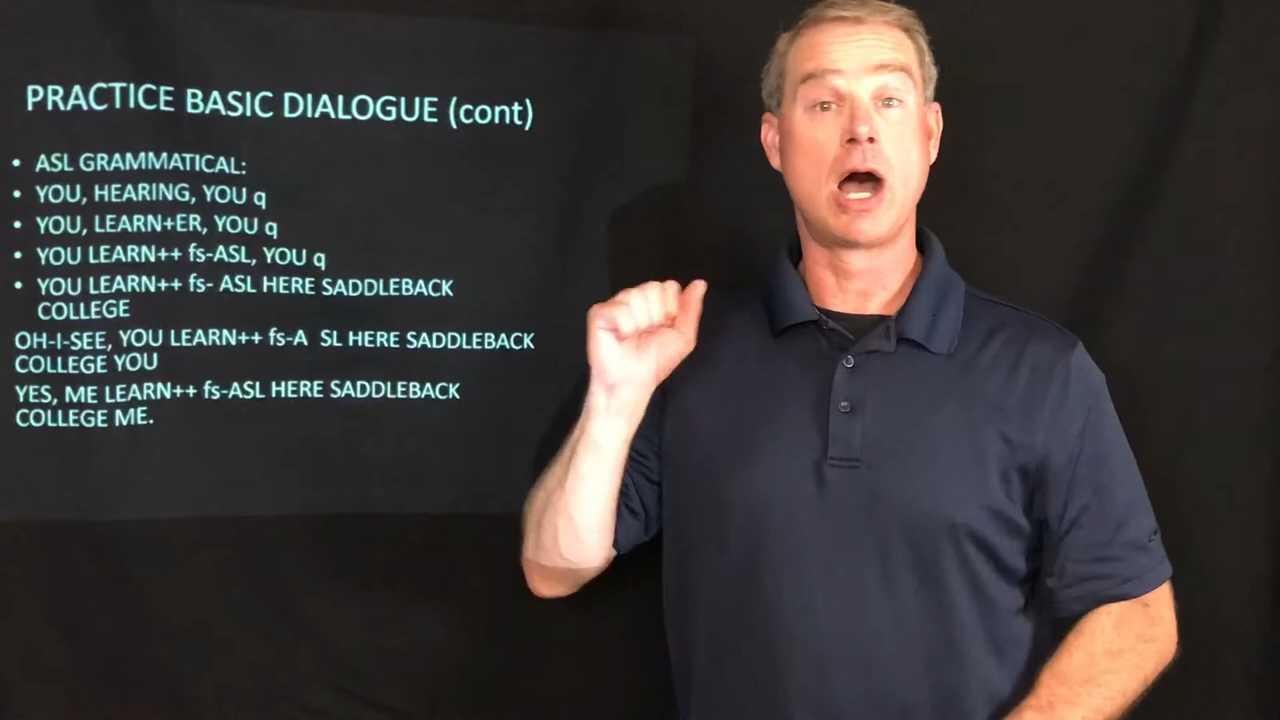 PRACTICE BASIC DIALOGUE (cont)
• ASL GRAMMATICAL:
• YOU, HEARING, YOU q
• YOU, LEARN+ER, YOU q
• YOU LEARN++ fs-ASL, YOU q
• YOU LEARN++ fs- ASL HERE SADDLEBACK
COLLEGE
OH-I-SEE, YOU LEARN++ fs-A  SL HERE SADDLEBACK
COLLEGE YOU
YES, ME LEARN++ fs-ASL HERE SADDLEBACK
COLLEGE ME.